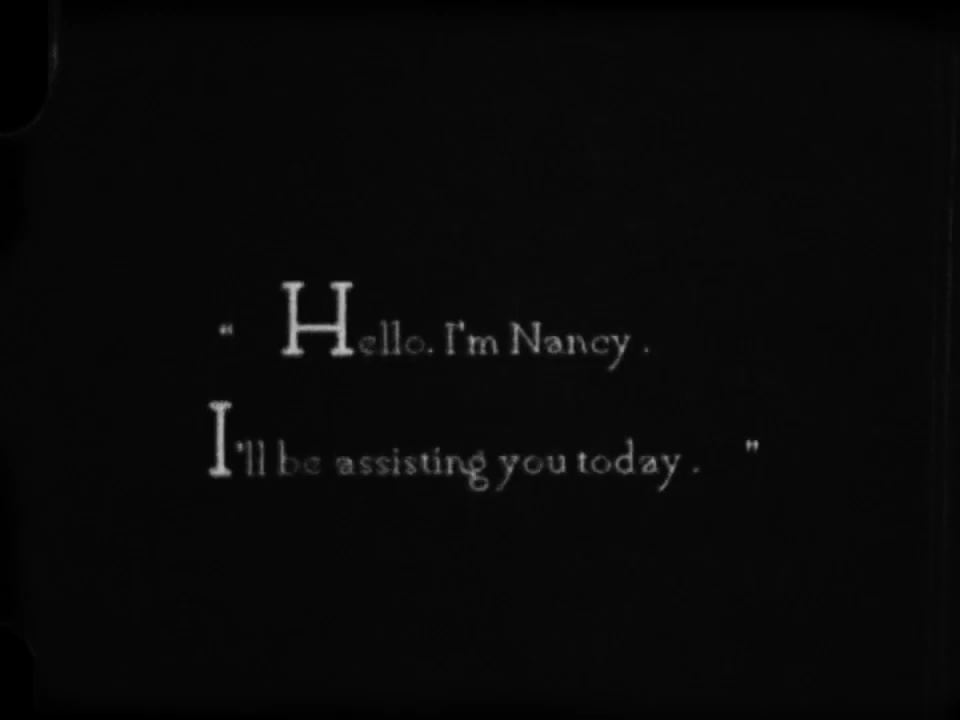 “ Hello. I'm Nancy .
I'll be assisting you today . ”